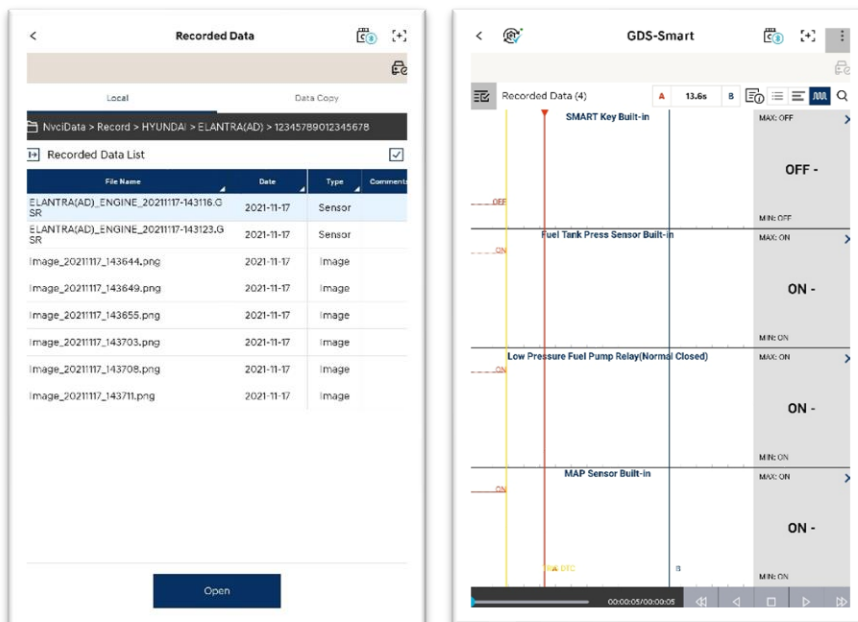 Recorded Data
Local Data Copy
NvciData > Record > HYUNDAI > ELANTRA(AD) > 12345789012345678
Recorded Data List
File Name Date Type Comments
ELANTRA(AD)_ENGINE_20211117-143116.G
SR 2021-11-17 Sensor
ELANTRA(AD)_ENGINE_20211117-143123.G
SR 2021-11-17 Sensor
Image_20211117_143644.png 2021-11-17 Image
Image_20211117_143649.png 2021-11-17 Image
Image_20211117_143655.png 2021-11-17 Image
Image_20211117_143703.png 2021-11-17 Image
Image_20211117_143708.png 2021-11-17 Image
Image_20211117_143711.png 2021-11-17 Image
Open
GDS-Smart
Recorded Data (4) A 13.6s B
SMART Key Built-in MAX: OFF
OFF -
OFF
MIN: OFF
Fuel Tank Press Sensor Built-in MAX: ON
ON
ON -
MIN: ON
Low Pressure Fuel Pump Relay(Normal Closed) MAX: ON
ON
ON -
MIN: ON
MAP Sensor Built-in MAX: ON
ON
ON -
DTC B
MIN: ON
00:00:05/00:00:05